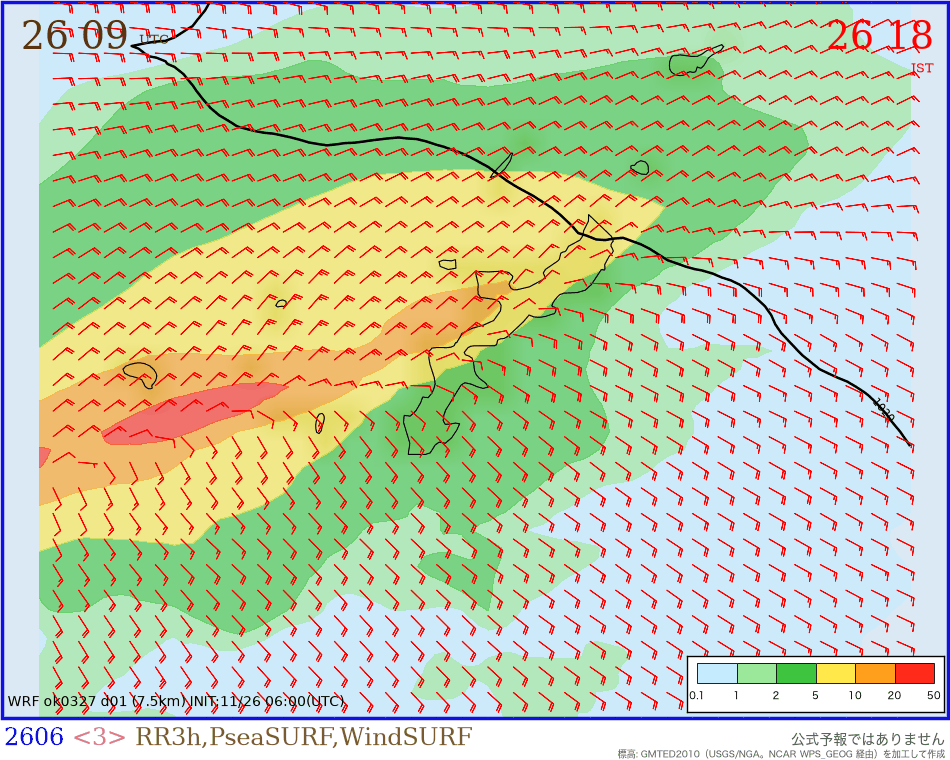 26 09 UTC
26 18
IST
1020
WRF ok0327 d01 (7.5km) INIT:11/26 06:00(UTC)
0.1 1 2 5 10 20 50
2606 <3> RR3h,PseaSURF,WindSURF
公式予報ではありません
標高: GMTED2010（USGS/NGA。NCAR WPS_GEOG 経由）を加工して作成